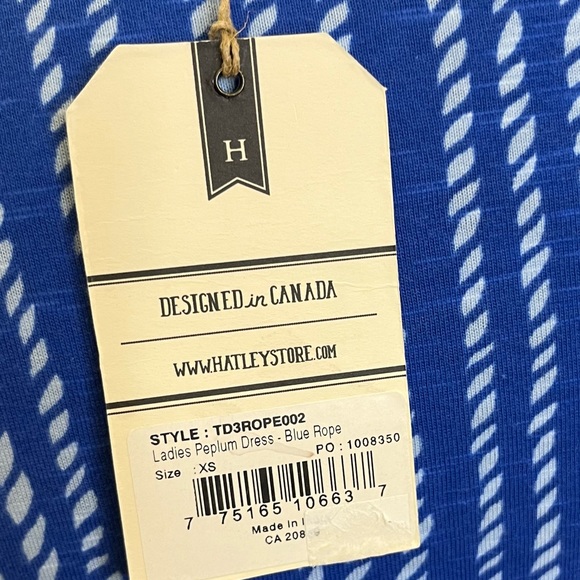 H
DESIGNED in CANADA
WWW.HATLEYSTORE.COM
STYLE : TD3ROPE002
Ladies Peplum Dress - Blue Rope
PO : 1008350
Size : XS
7 75165 10663 7
Made in
CA